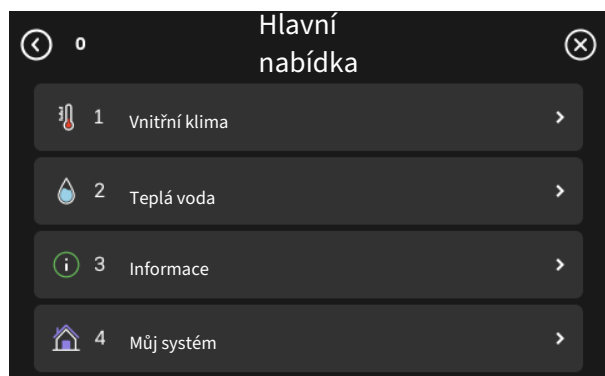 0 Hlavní
nabídka
1 Vnitřní klima
2 Teplá voda
3 Informace
4 Můj systém